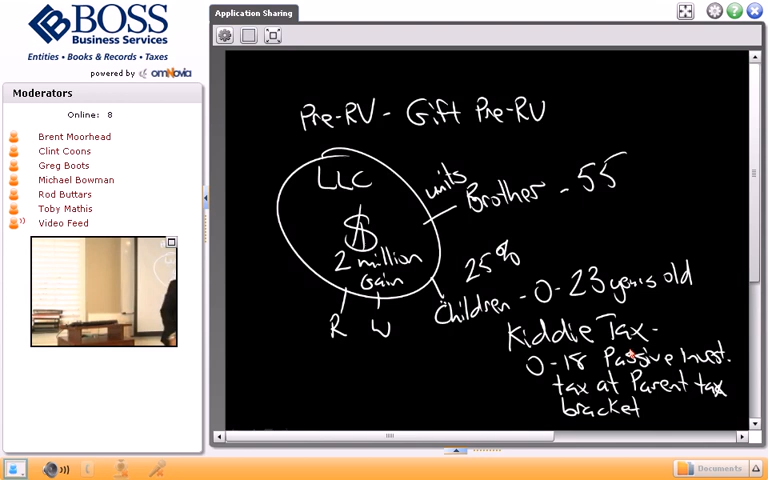 BOSS
Business Services
Entities • Books & Records • Taxes
powered by omNovia
Moderators
Online: 8
Brent Moorhead
Clint Coons
Greg Boots
Michael Bowman
Rod Buttars
Toby Mathis
Video Feed
Application Sharing
Pre-RV - Gift Pre-RV
LLC
$
2 million
Gain
units
Brother - 55
25%
Children - 0-23 years old
R W
Kiddie Tax -
0-18 Passive Invest.
tax at Parent tax
bracket
Documents